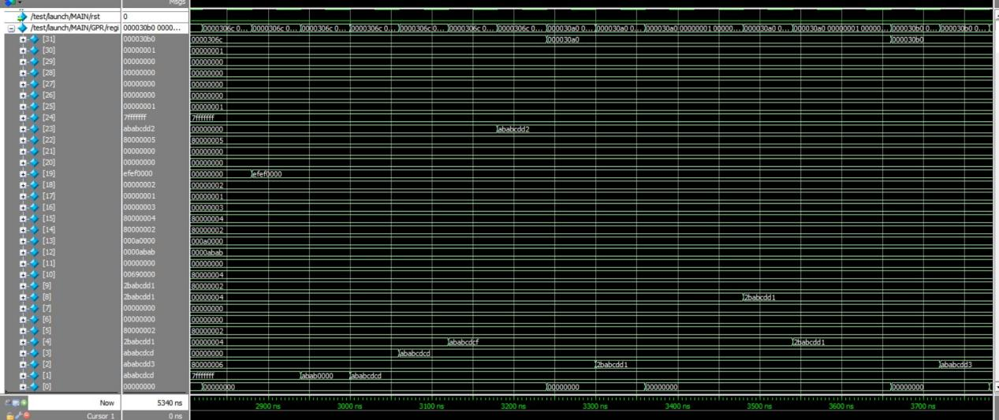 Msgs
/test/launch/MAIN/rst 0
/test/launch/MAIN/GPR/regi 000030b0 0000... 0000306c 0... 0000306c 0... 0000306c 0... 0000306c 0... 0000306c 0... 0000306c 0... 0000306c 0... 000030a0 0... 000030a0 0... 000030a0 00000001 00000... 000030a0 0... 000030a0 00000001 00000... 000030b0 0... 000030b0 0...
[31] 000030b0 0000306c 000030a0 000030b0
[30] 00000001 00000001
[29] 00000000 00000000
[28] 00000000 00000000
[27] 00000000 00000000
[26] 00000000 00000000
[25] 00000001 00000001
[24] 7fffffff 7fffffff
[23] ababcdd2 00000000 ababcdd2
[22] 80000005 80000005
[21] 00000000 00000000
[20] 00000000 00000000
[19] efef0000 00000000 efef0000
[18] 00000002 00000002
[17] 00000001 00000001
[16] 00000003 00000003
[15] 80000004 80000004
[14] 80000002 80000002
[13] 000a0000 000a0000
[12] 0000abab 0000abab
[11] 00000000 00000000
[10] 00690000 80000004
[9] 2babcdd1 80000002
[8] 2babcdd1 00000004 2babcdd1
[7] 00000000 00000000
[6] 00000000 00000000
[5] 80000002 80000002
[4] 2babcdd1 00000004 ababcdcf 2babcdd1
[3] ababcdcd 00000000 ababcdcd
[2] ababcdd3 80000006 2babcdd1 ababcdd3
[1] ababcdcd 7fffffff abab0000 ababcdcd
[0] 00000000 00000000 00000000 00000000 00000000
Now 5340 ns 2900 ns 3000 ns 3100 ns 3200 ns 3300 ns 3400 ns 3500 ns 3600 ns 3700 ns
Cursor 1 0 ns